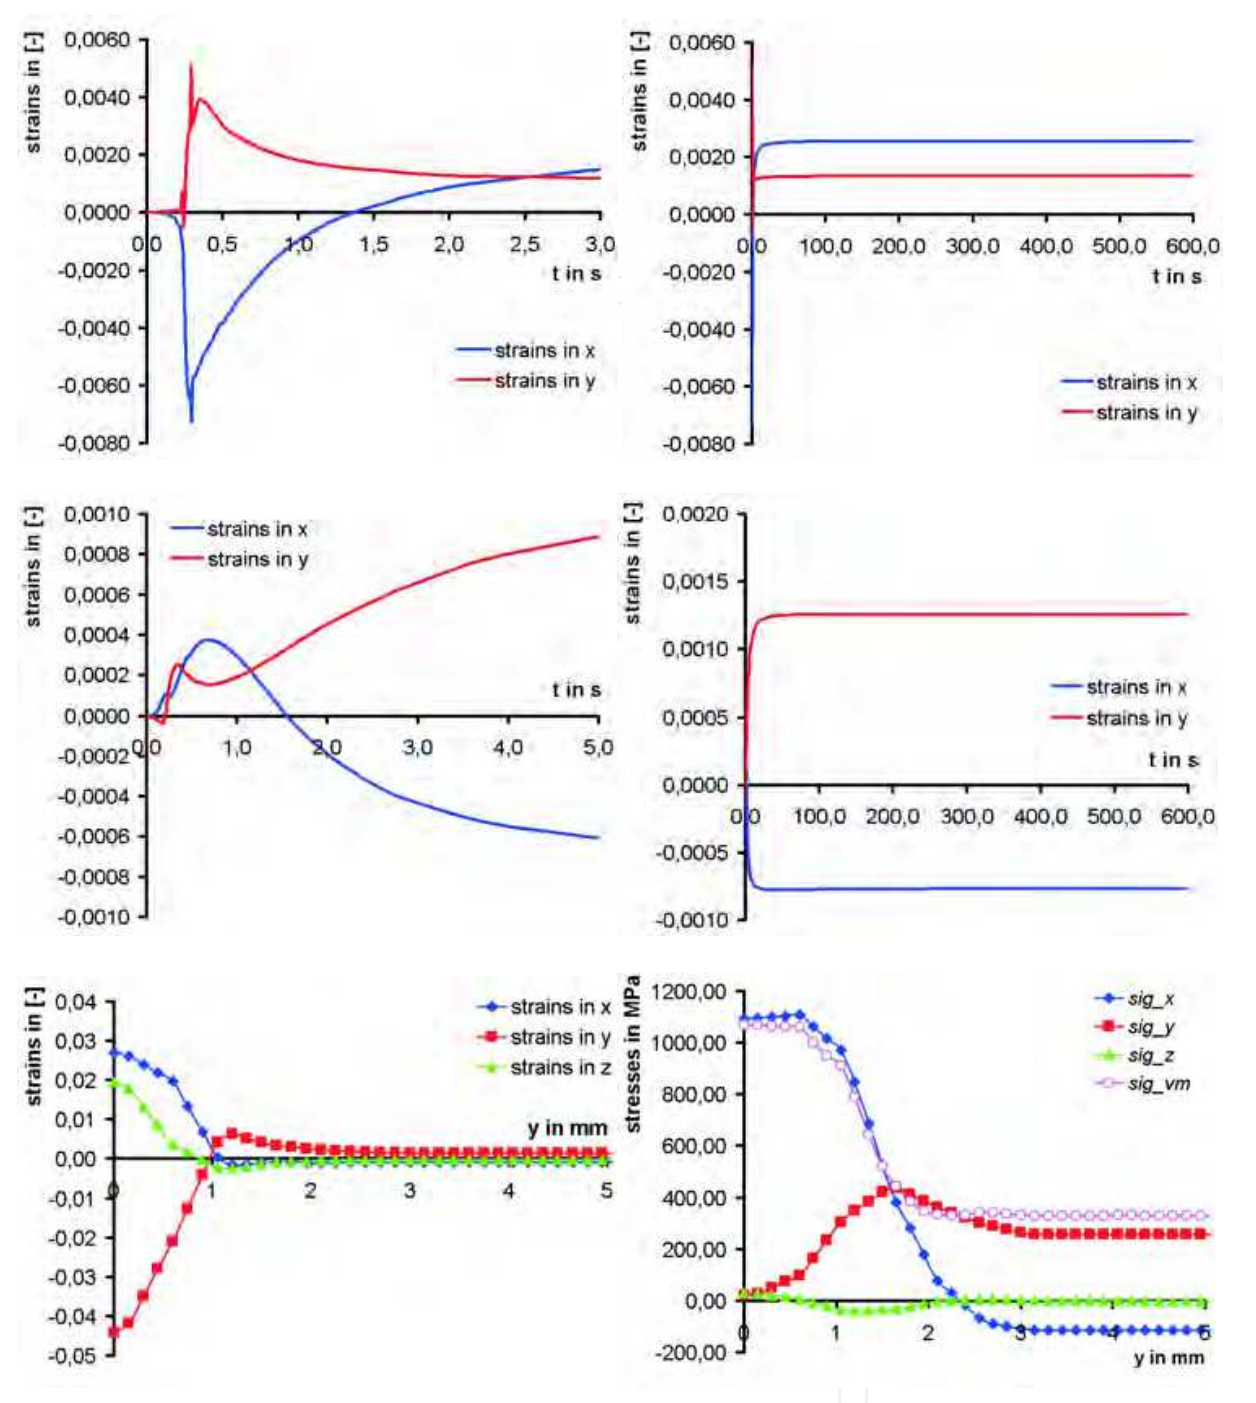 strains in [-]
0,0060
0,0040
0,0020
0,0000
-0,0020
-0,0040
-0,0060
-0,0080
0,0 0,5 1,0 1,5 2,0 2,5 3,0
t in s
strains in x
strains in y
strains in [-]
0,0060
0,0040
0,0020
0,0000
-0,0020
-0,0040
-0,0060
-0,0080
0,0 100,0 200,0 300,0 400,0 500,0 600,0
t in s
strains in x
strains in y
strains in [-]
0,0010
0,0008
0,0006
0,0004
0,0002
0,0000
-0,0002
-0,0004
-0,0006
-0,0008
-0,0010
strains in x
strains in y
t in s
0,0 1,0 2,0 3,0 4,0 5,0
strains in [-]
0,0020
0,0015
0,0010
0,0005
0,0000
-0,0005
-0,0010
strains in x
strains in y
t in s
0,0 100,0 200,0 300,0 400,0 500,0 600,0
strains in [-]
0,04
0,03
0,02
0,01
0,00
-0,01
-0,02
-0,03
-0,04
-0,05
strains in x
strains in y
strains in z
y in mm
0 1 2 3 4 5
stresses in MPa
1200,00
1000,00
800,00
600,00
400,00
200,00
0,00
-200,00
sig_x
sig_y
sig_z
sig_vm
0 1 2 3 4 5 6
y in mm